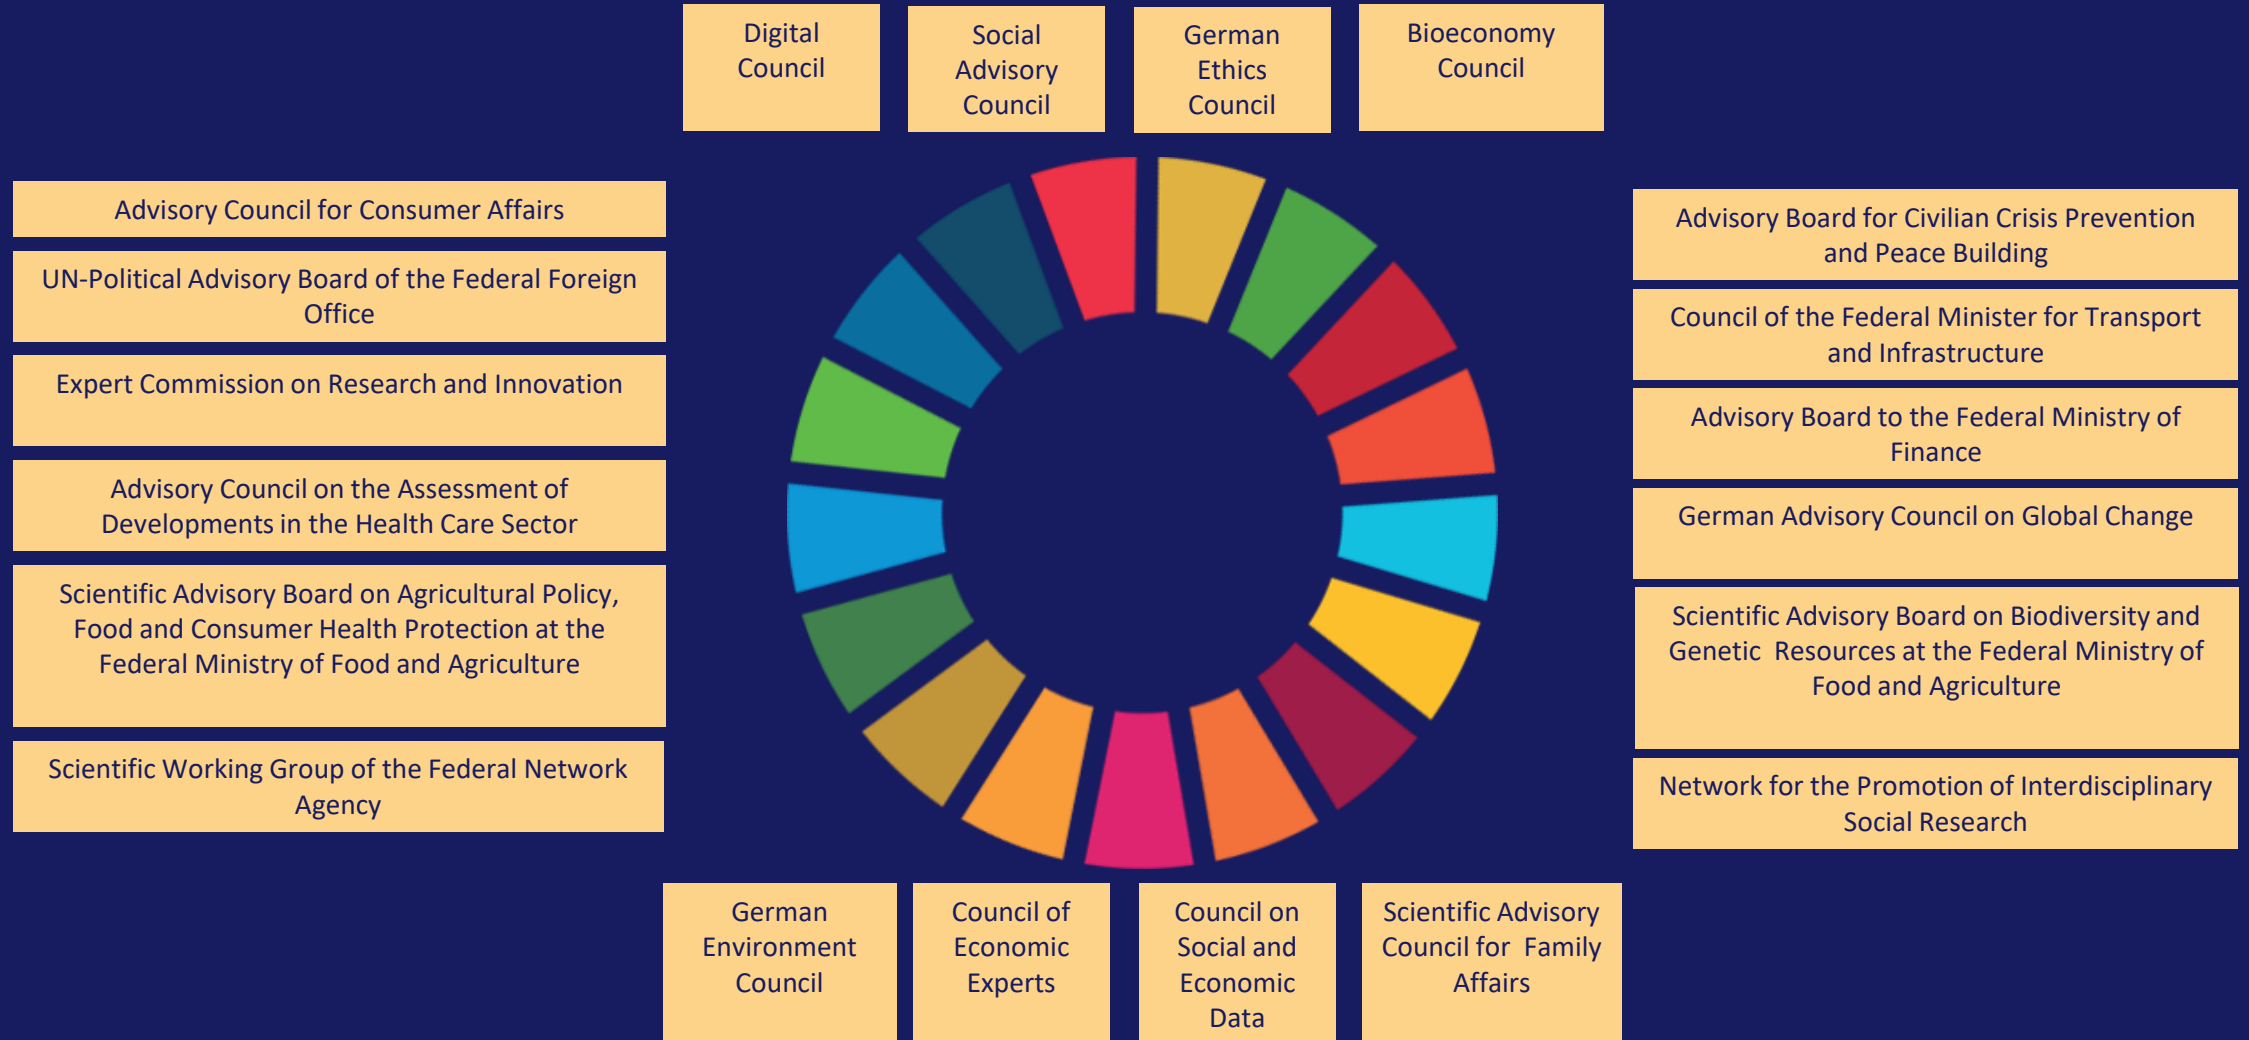 Digital
Council
Social
Advisory
Council
German
Ethics
Council
Bioeconomy
Council
Advisory Council for Consumer Affairs
UN-Political Advisory Board of the Federal Foreign
Office
Expert Commission on Research and Innovation
Advisory Council on the Assessment of
Developments in the Health Care Sector
Scientific Advisory Board on Agricultural Policy,
Food and Consumer Health Protection at the
Federal Ministry of Food and Agriculture
Scientific Working Group of the Federal Network
Agency
Advisory Board for Civilian Crisis Prevention
and Peace Building
Council of the Federal Minister for Transport
and Infrastructure
Advisory Board to the Federal Ministry of
Finance
German Advisory Council on Global Change
Scientific Advisory Board on Biodiversity and
Genetic  Resources at the Federal Ministry of
Food and Agriculture
Network for the Promotion of Interdisciplinary
Social Research
German
Environment
Council
Council of
Economic
Experts
Council on
Social and
Economic
Data
Scientific Advisory
Council for  Family
Affairs